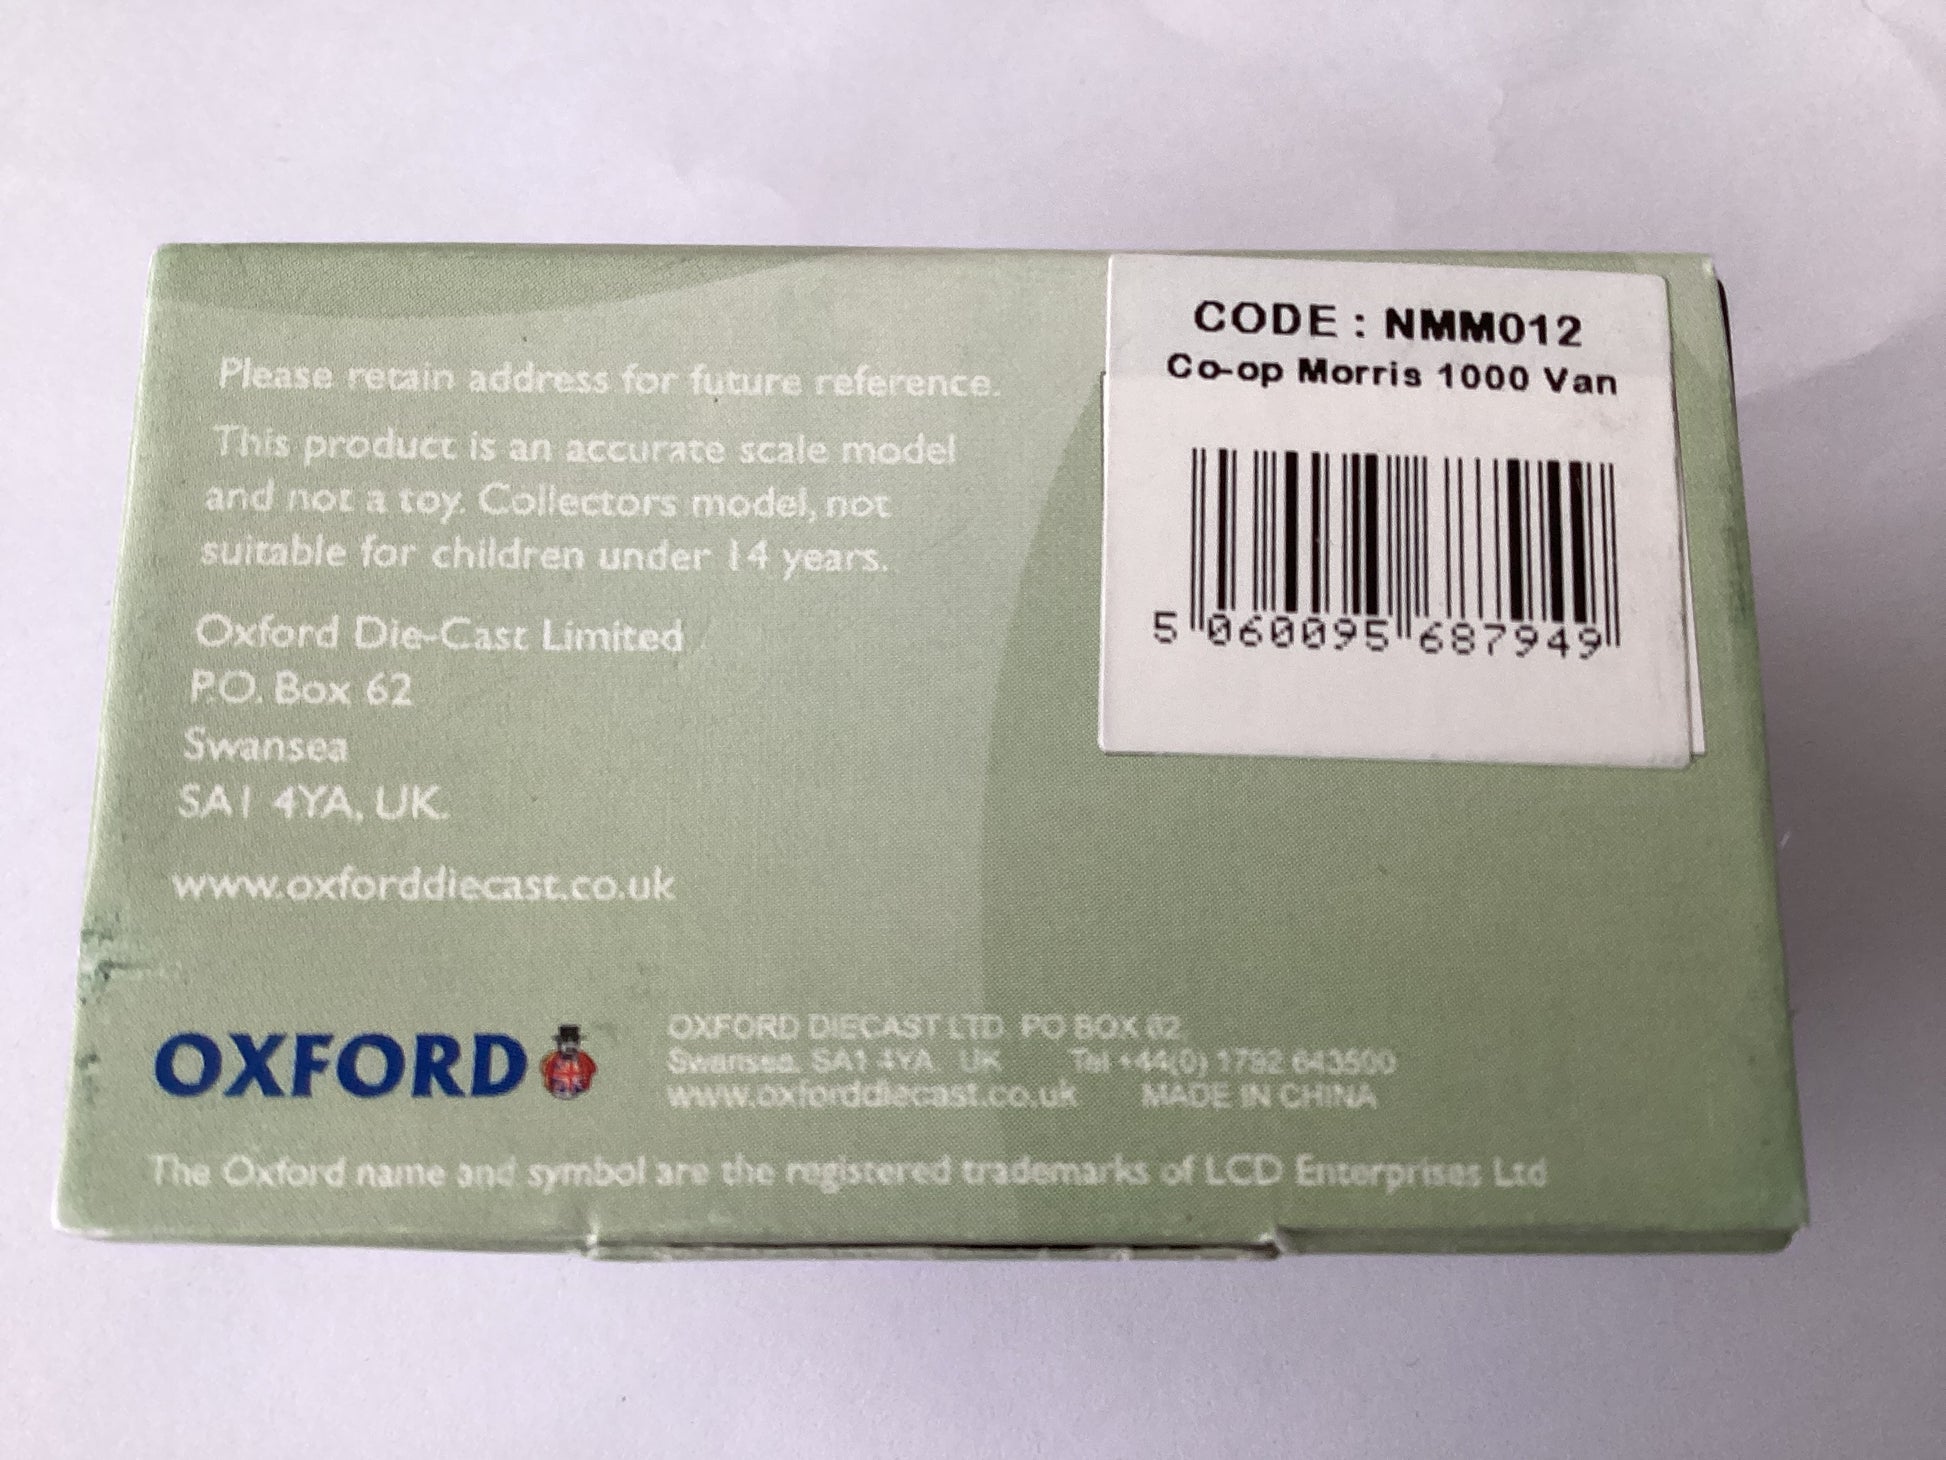 CODE : NMM012
Co-op Morris 1000 Van
5 060095 687949
Please retain address for future reference.
This product is an accurate scale model
and not a toy. Collectors model, not
suitable for children under 14 years.
Oxford Die-Cast Limited
P.O. Box 62
Swansea
SA1 4YA, UK.
www.oxforddiecast.co.uk
OXFORD
OXFORD DIECAST LTD PO BOX 62
Swansea. SA1 4YA. UK Tel +44(0) 1792 643500
www.oxforddiecast.co.uk MADE IN CHINA
The Oxford name and symbol are the registered trademarks of LCD Enterprises Ltd